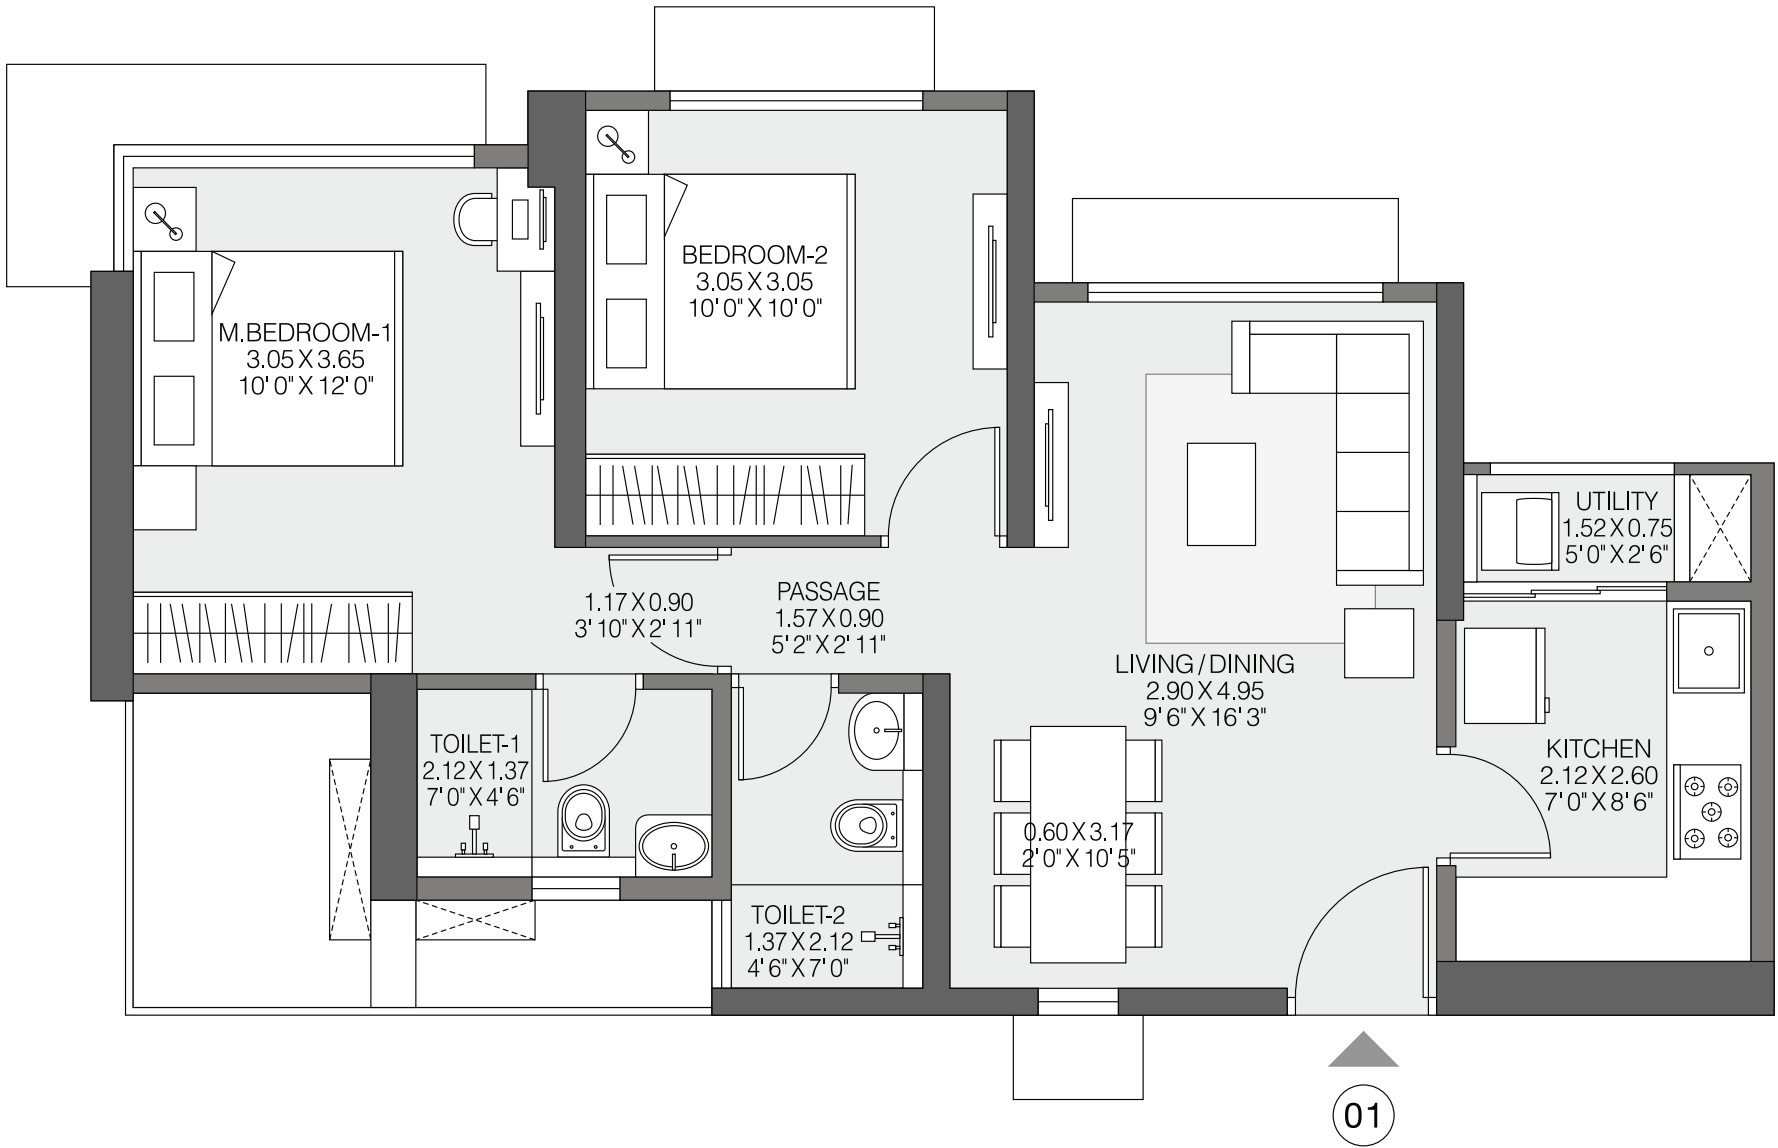 BEDROOM-2
3.05 X 3.05
10'0" X 10'0"
M.BEDROOM-1
3.05 X 3.65
10'0" X 12'0"
UTILITY
1.52 X 0.75
5'0" X 2'6"
1.17 X 0.90
3'10" X 2'11"
PASSAGE
1.57 X 0.90
5'2" X 2'11"
LIVING / DINING
2.90 X 4.95
9'6" X 16'3"
TOILET-1
2.12 X 1.37
7'0" X 4'6"
KITCHEN
2.12 X 2.60
7'0" X 8'6"
0.60 X 3.17
2'0" X 10'5"
TOILET-2
1.37 X 2.12
4'6" X 7'0"
01